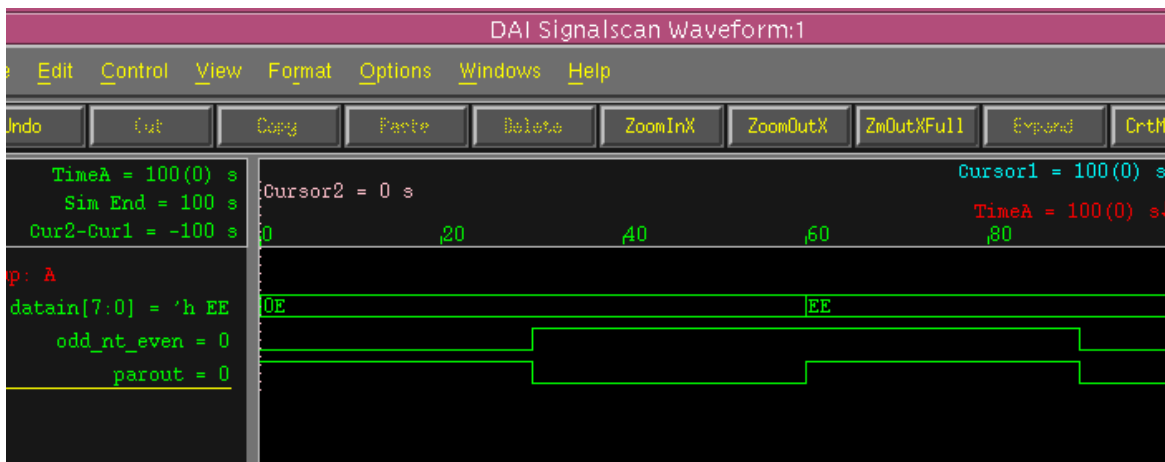 DAI Signalscan Waveform:1
Edit Control View Format Options Windows Help
Undo Cut Copy Paste Delete ZoomInX ZoomOutX ZmOutXFull Expand CrtM
TimeA = 100(0) s
Sim End = 100 s
Cur2-Cur1 = -100 s
Cursor2 = 0 s
Cursor1 = 100(0) s
TimeA = 100(0) s
0 20 40 60 80
up: A
datain[7:0] = 'h EE 0E EE
odd_nt_even = 0
parout = 0